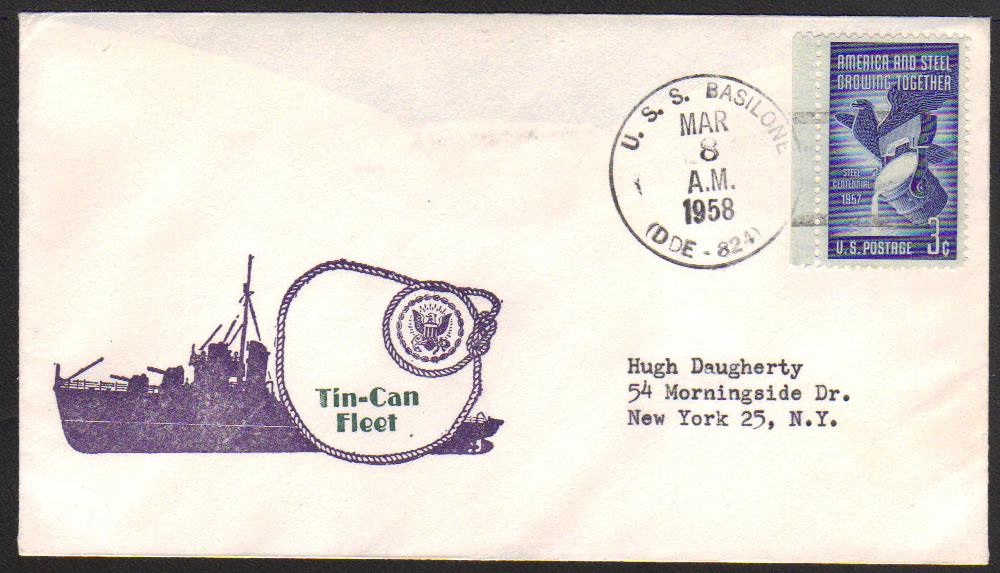 U. S. S. BASILONE
MAR
8
A.M.
1958
(DDE - 824)
AMERICA AND STEEL
GROWING TOGETHER
STEEL
CENTENNIAL
1957
U.S. POSTAGE 3¢
Tin-Can
Fleet
Hugh Daugherty
54 Morningside Dr.
New York 25, N.Y.